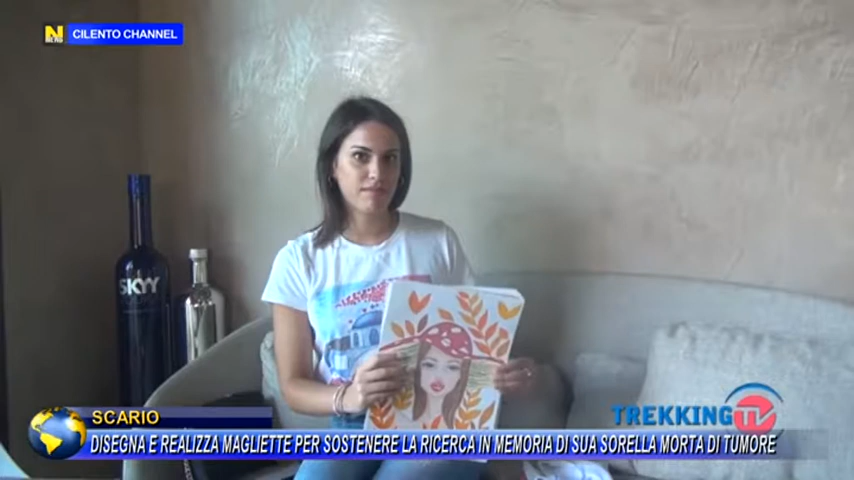 N
CILENTO CHANNEL
SKYY
SCARIO
TREKKING TV
DISEGNA E REALIZZA MAGLIETTE PER SOSTENERE LA RICERCA IN MEMORIA DI SUA SORELLA MORTA DI TUMORE